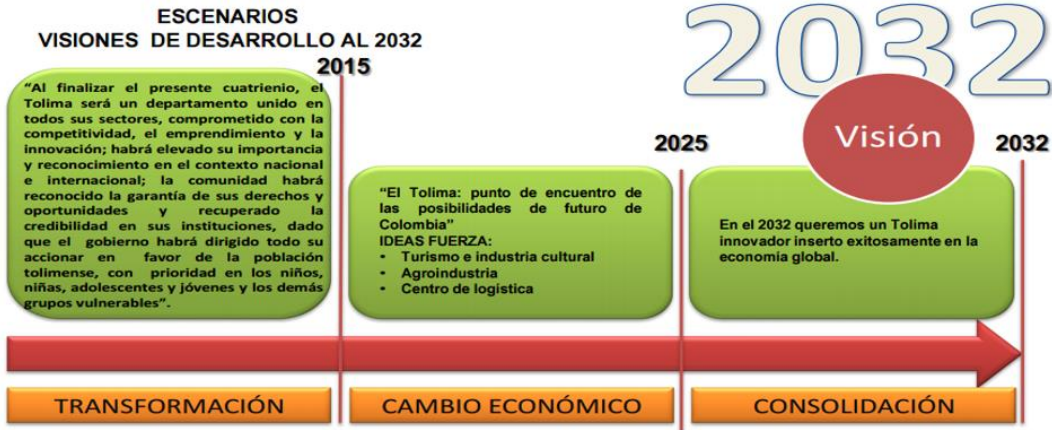 ESCENARIOS
VISIONES DE DESARROLLO AL 2032
2015
"Al finalizar el presente cuatrienio, el
Tolima será un departamento unido en
todos sus sectores, comprometido con la
competitividad, el emprendimiento y la
innovación; habrá elevado su importancia
y reconocimiento en el contexto nacional
e internacional; la comunidad habrá
reconocido la garantía de sus derechos y
oportunidades y recuperado la
credibilidad en sus instituciones, dado
que el gobierno habrá dirigido todo su
accionar en favor de la población
tolimense, con prioridad en los niños,
niñas, adolescentes y jóvenes y los demás
grupos vulnerables".
2025
"El Tolima: punto de encuentro de
las posibilidades de futuro de
Colombia"
IDEAS FUERZA:
• Turismo e industria cultural
• Agroindustria
• Centro de logística
2032
Visión
2032
En el 2032 queremos un Tolima
innovador inserto exitosamente en la
economía global.
TRANSFORMACIÓN
CAMBIO ECONÓMICO
CONSOLIDACIÓN